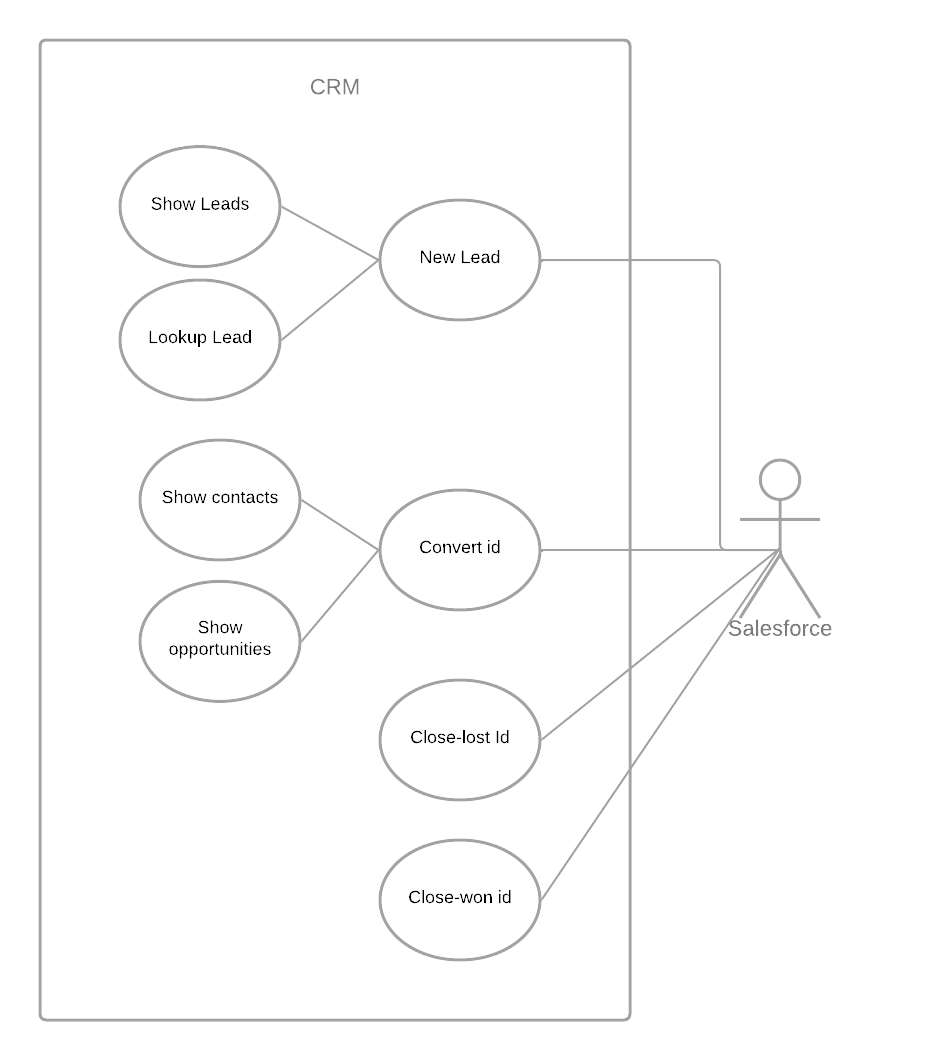 CRM
Show Leads
New Lead
Lookup Lead
Show contacts
Convert id
Show
opportunities
Salesforce
Close-lost Id
Close-won id